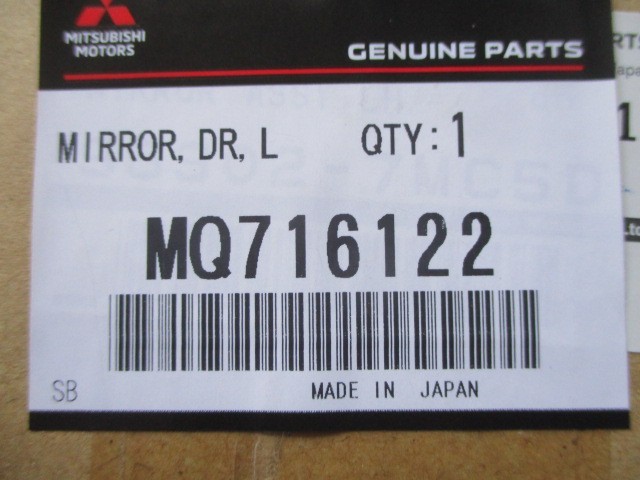 MITSUBISHI
MOTORS
GENUINE PARTS
MIRROR, DR, L QTY: 1
MQ716122
SB MADE IN JAPAN